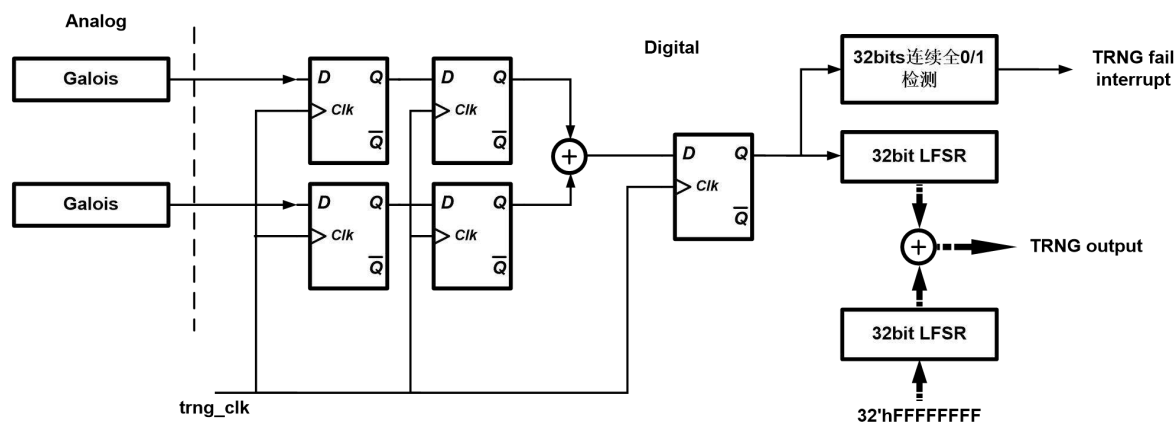 Analog
Digital
Galois
D
Q
Clk
Q
D
Q
Clk
Q
32bits连续全0/1
检测
TRNG fail
interrupt
Galois
D
Q
Clk
Q
D
Q
Clk
Q
D
Q
Clk
Q
32bit LFSR
TRNG output
32bit LFSR
trng_clk
32'hFFFFFFFF